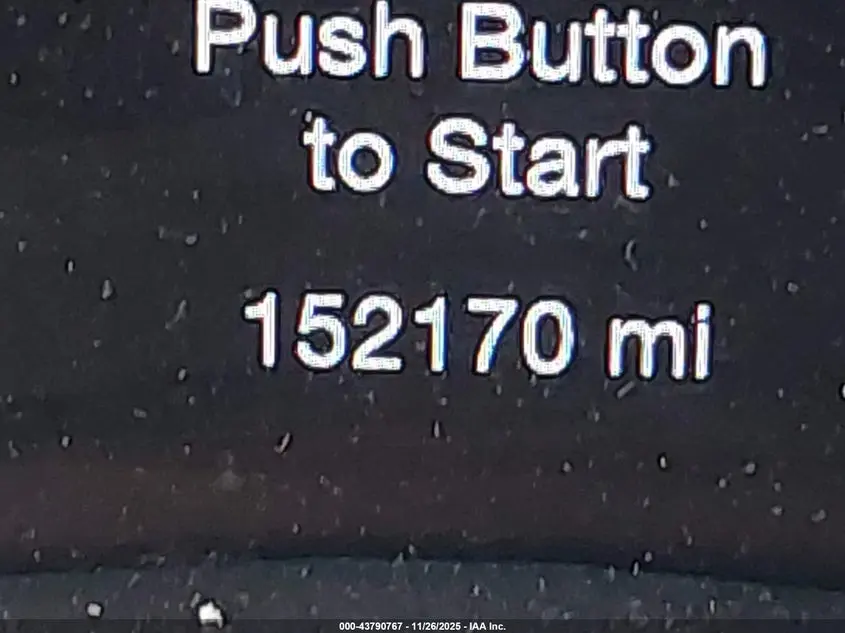 Push Button
to Start
152170 mi
000-43790767 - 11/26/2025 - IAA Inc.